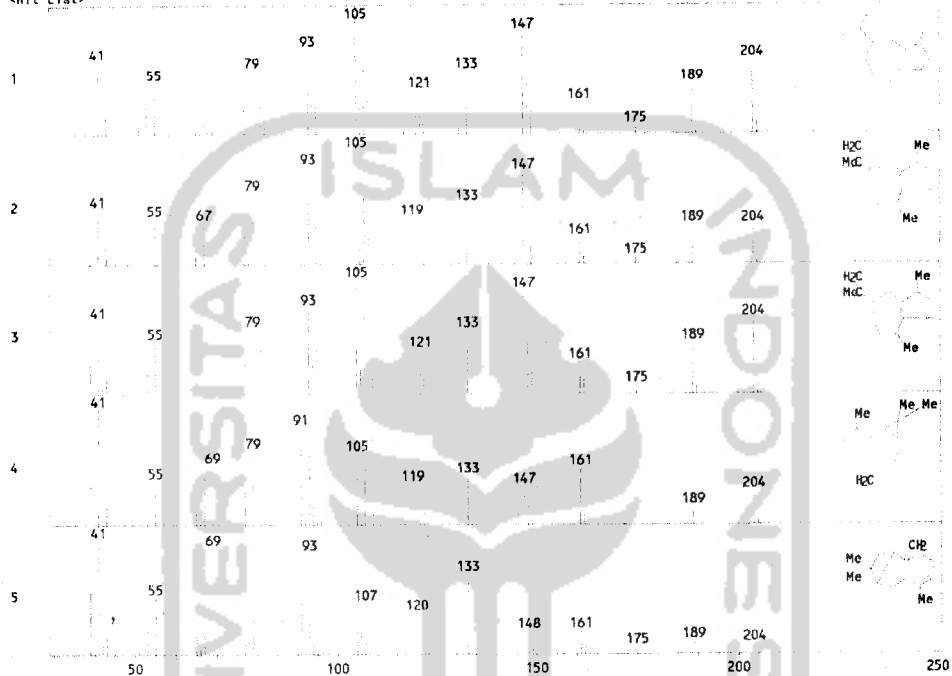 <Hit List>
1 41 55 79 93 105 121 133 147 161 175 189 204
2 41 55 67 79 93 105 119 133 147 161 175 189 204 H2C Me
Me
3 41 55 79 93 105 121 133 147 161 175 189 204 H2C Me
Me
4 41 55 69 79 91 105 119 133 147 161 189 204 Me Me Me
H2C
5 41 55 69 93 107 120 133 148 161 175 189 204 Me CH2
Me Me
50 100 150 200 250
ISLAM